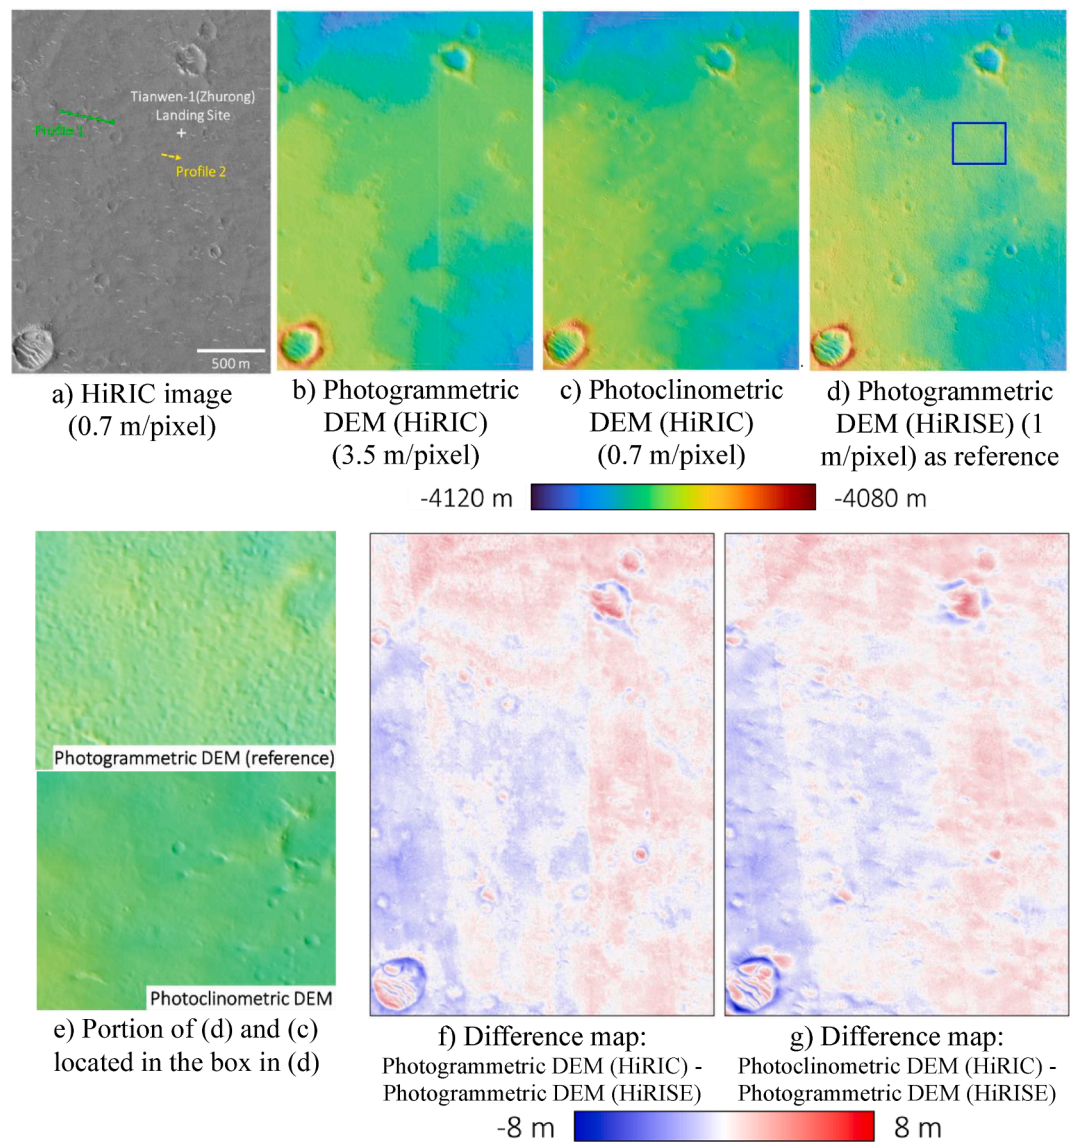 Tianwen-1(Zhurong)
Landing Site
+
Profile 1
Profile 2
500 m
a) HiRIC image
(0.7 m/pixel)
b) Photogrammetric
DEM (HiRIC)
(3.5 m/pixel)
c) Photoclinometric
DEM (HiRIC)
(0.7 m/pixel)
d) Photogrammetric
DEM (HiRISE) (1
m/pixel) as reference
-4120 m
-4080 m
Photogrammetric DEM (reference)
Photoclinometric DEM
e) Portion of (d) and (c)
located in the box in (d)
f) Difference map:
Photogrammetric DEM (HiRIC) -
Photogrammetric DEM (HiRISE)
g) Difference map:
Photoclinometric DEM (HiRIC) -
Photogrammetric DEM (HiRISE)
-8 m
8 m